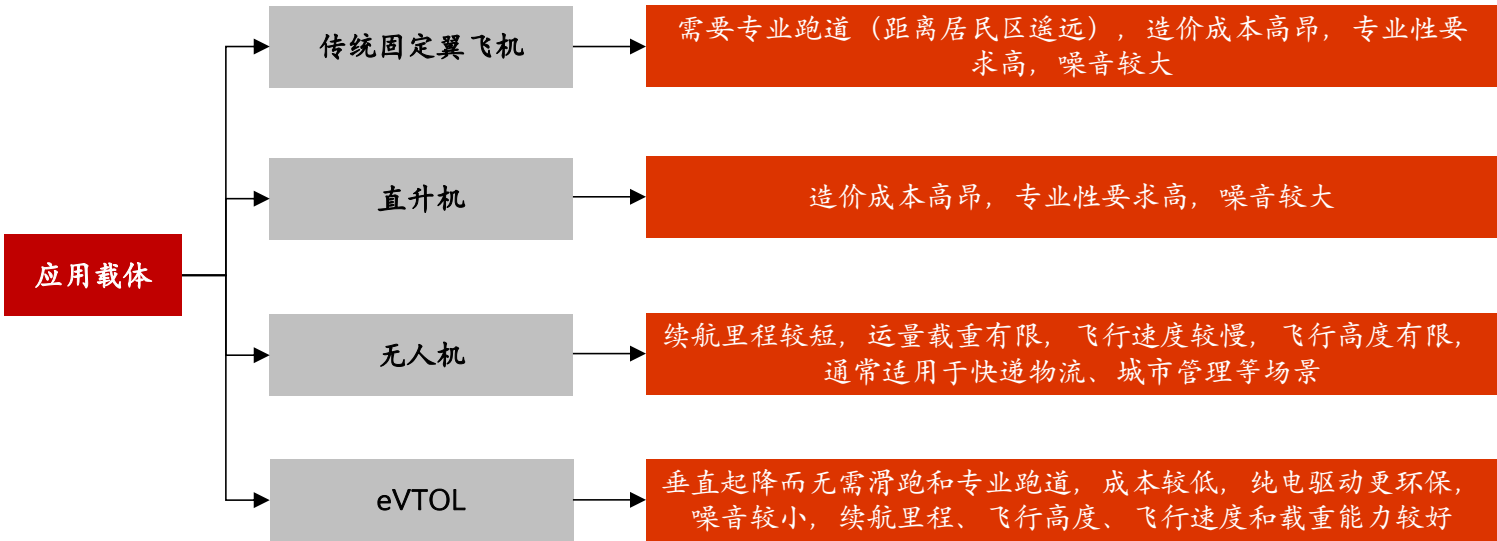 传统固定翼飞机
需要专业跑道（距离居民区遥远），造价成本高昂，专业性要
求高，噪音较大
直升机
造价成本高昂，专业性要求高，噪音较大
应用载体
无人机
续航里程较短，运量载重有限，飞行速度较慢，飞行高度有限，
通常适用于快递物流、城市管理等场景
eVTOL
垂直起降而无需滑跑和专业跑道，成本较低，纯电驱动更环保，
噪音较小，续航里程、飞行高度、飞行速度和载重能力较好